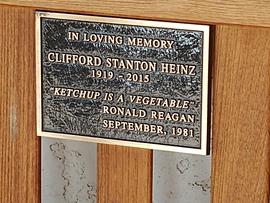 IN LOVING MEMORY
CLIFFORD STANTON HEINZ
1919 - 2015
"KETCHUP IS A VEGETABLE"
RONALD REAGAN
SEPTEMBER, 1981